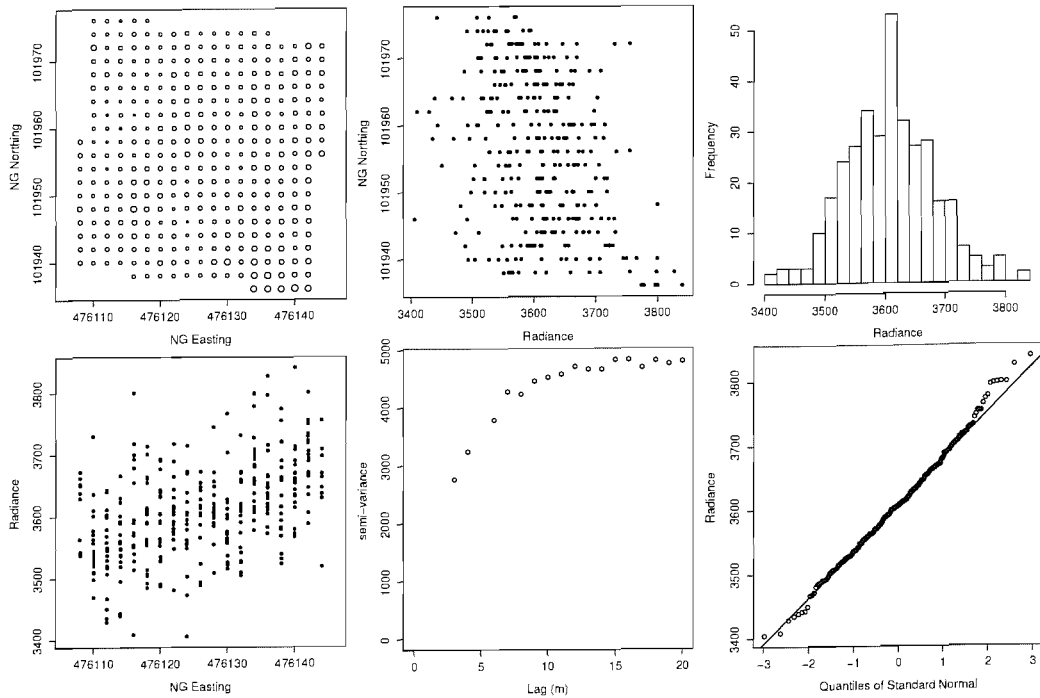 101970
101960
101950
101940
NG Northing
476110 476120 476130 476140
NG Easting
101970
101960
101950
101940
NG Northing
3400 3500 3600 3700 3800
Radiance
50
40
30
20
10
0
Frequency
3400 3500 3600 3700 3800
Radiance
3800
3700
3600
3500
3400
Radiance
476110 476120 476130 476140
NG Easting
5000
4000
3000
2000
1000
0
semi-variance
0 5 10 15 20
Lag (m)
3800
3700
3600
3500
3400
Radiance
-3 -2 -1 0 1 2 3
Quantiles of Standard Normal